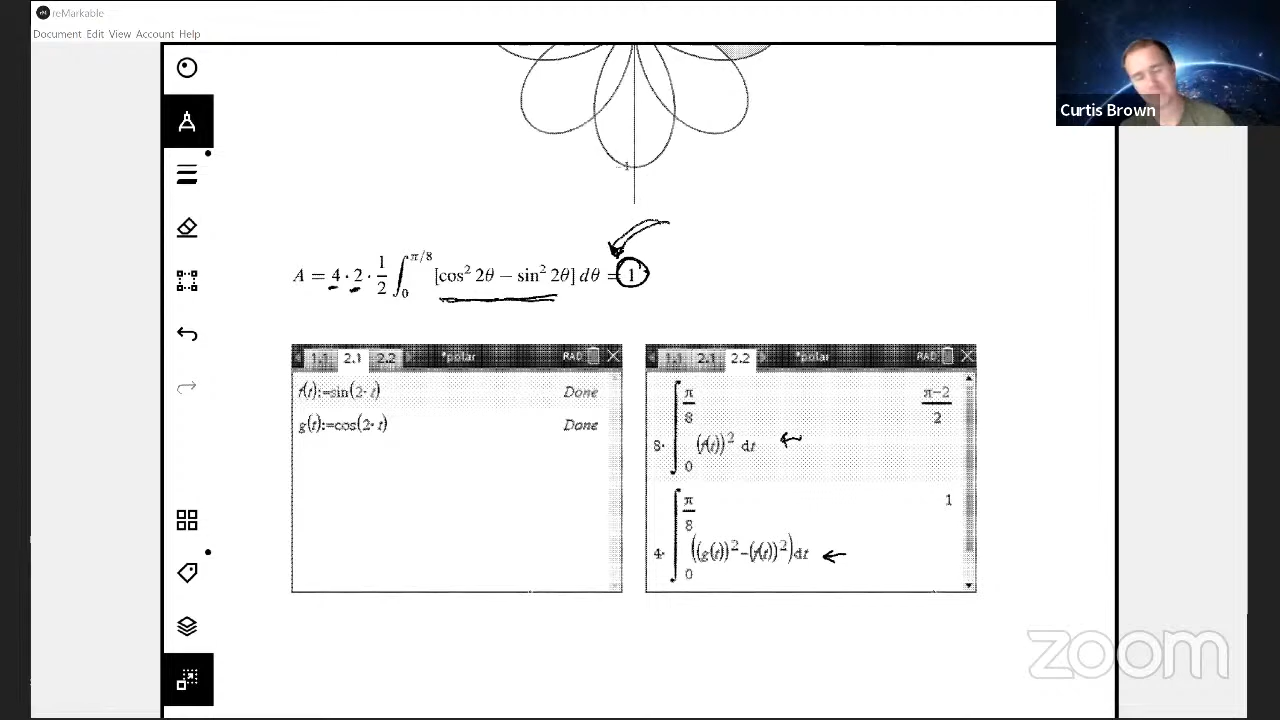 reMarkable
Document Edit View Account Help
Curtis Brown
-1
A = 4 · 2 · 1/2 ∫₀^{π/8} [cos² 2θ − sin² 2θ] dθ = 1
1.1 2.1 2.2 *polar RAD
f(t):=sin(2·t) Done
g(t):=cos(2·t) Done
1.1 2.1 2.2 *polar RAD
8·∫₀^{π/8} (f(t))² dt π−2/2
4·∫₀^{π/8} ((g(t))²−(f(t))²)dt 1
zoom